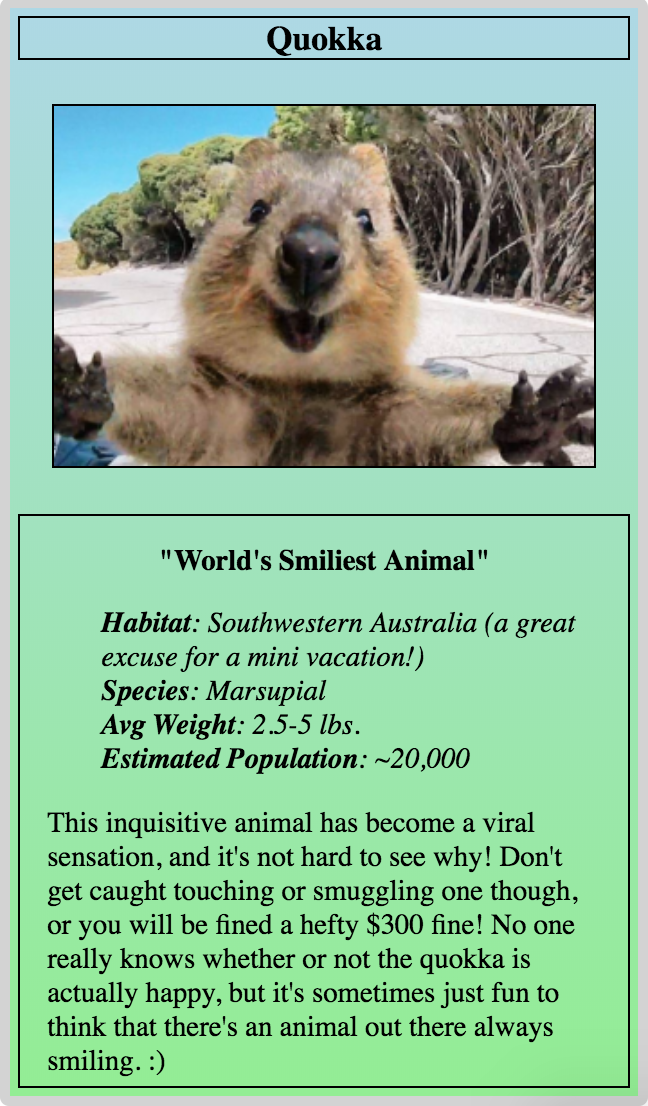 Quokka
"World's Smiliest Animal"
Habitat: Southwestern Australia (a great
excuse for a mini vacation!)
Species: Marsupial
Avg Weight: 2.5-5 lbs.
Estimated Population: ~20,000
This inquisitive animal has become a viral
sensation, and it's not hard to see why! Don't
get caught touching or smuggling one though,
or you will be fined a hefty $300 fine! No one
really knows whether or not the quokka is
actually happy, but it's sometimes just fun to
think that there's an animal out there always
smiling. :)